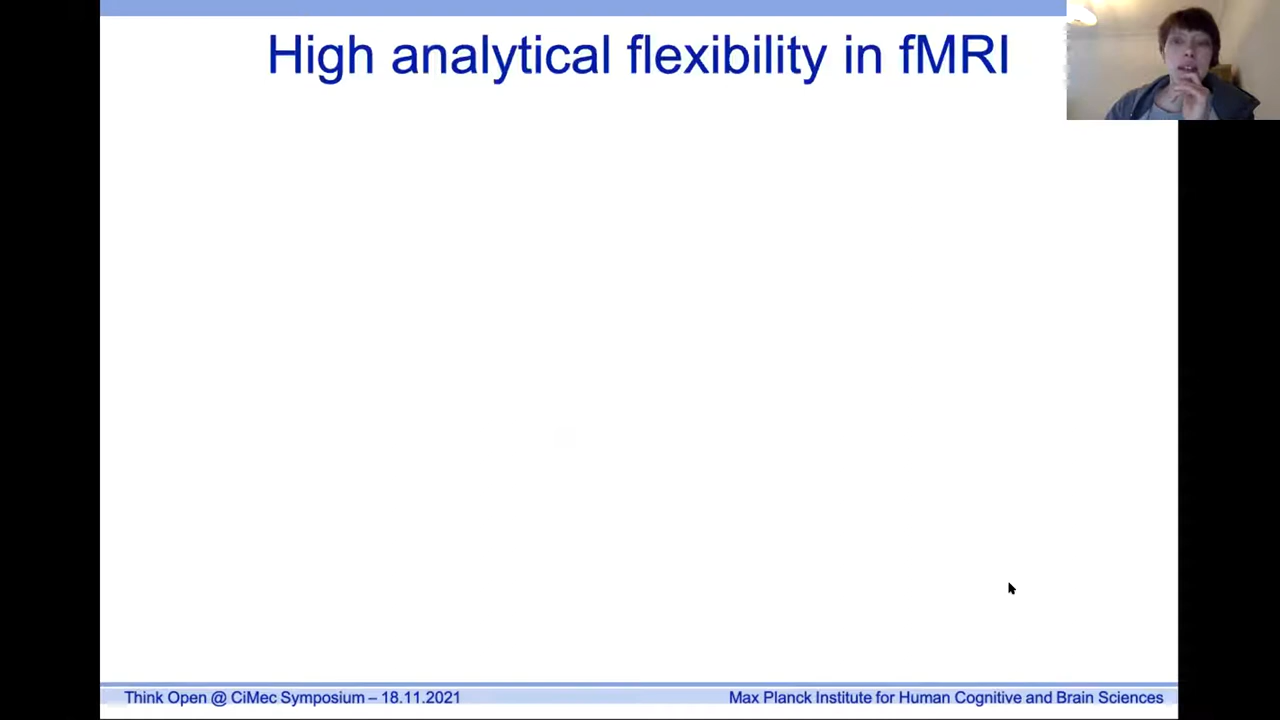 High analytical flexibility in fMRI
Think Open @ CiMec Symposium – 18.11.2021
Max Planck Institute for Human Cognitive and Brain Sciences